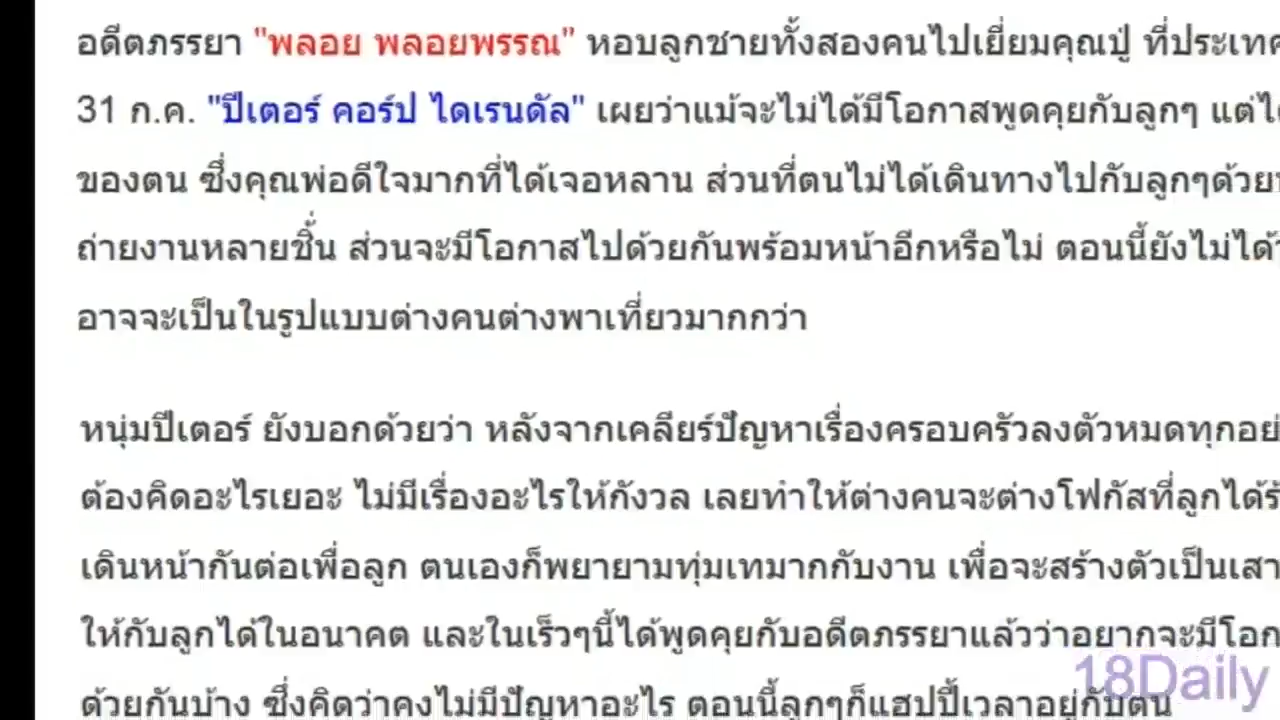 อดีตภรรยา "พลอย พลอยพรรณ" หอบลูกชายทั้งสองคนไปเยี่ยมคุณปู่ ที่ประเทศ
31 ก.ค. "ปีเตอร์ คอร์ป ไดเรนดัล" เผยว่าแม้จะไม่ได้มีโอกาสพูดคุยกับลูกๆ แต่ได้
ของตน ซึ่งคุณพ่อดีใจมากที่ได้เจอหลาน ส่วนที่ตนไม่ได้เดินทางไปกับลูกๆด้วย
ถ่ายงานหลายชิ้น ส่วนจะมีโอกาสไปด้วยกันพร้อมหน้าอีกหรือไม่ ตอนนี้ยังไม่ได้
อาจจะเป็นในรูปแบบต่างคนต่างพาเที่ยวมากกว่า
หนุ่มปีเตอร์ ยังบอกด้วยว่า หลังจากเคลียร์ปัญหาเรื่องครอบครัวลงตัวหมดทุกอย่
ต้องคิดอะไรเยอะ ไม่มีเรื่องอะไรให้กังวล เลยทำให้ต่างคนจะต่างโฟกัสที่ลูกได้
เดินหน้ากันต่อเพื่อลูก ตนเองก็พยายามทุ่มเทมากกับงาน เพื่อจะสร้างตัวเป็นเสา
ให้กับลูกได้ในอนาคต และในเร็วๆนี้ได้พูดคุยกับอดีตภรรยาแล้วว่าอยากจะมีโอก
ด้วยกันบ้าง ซึ่งคิดว่าคงไม่มีปัญหาอะไร ตอนนี้ลูกๆก็แฮปปี้เวลาอยู่กับตน
18Daily